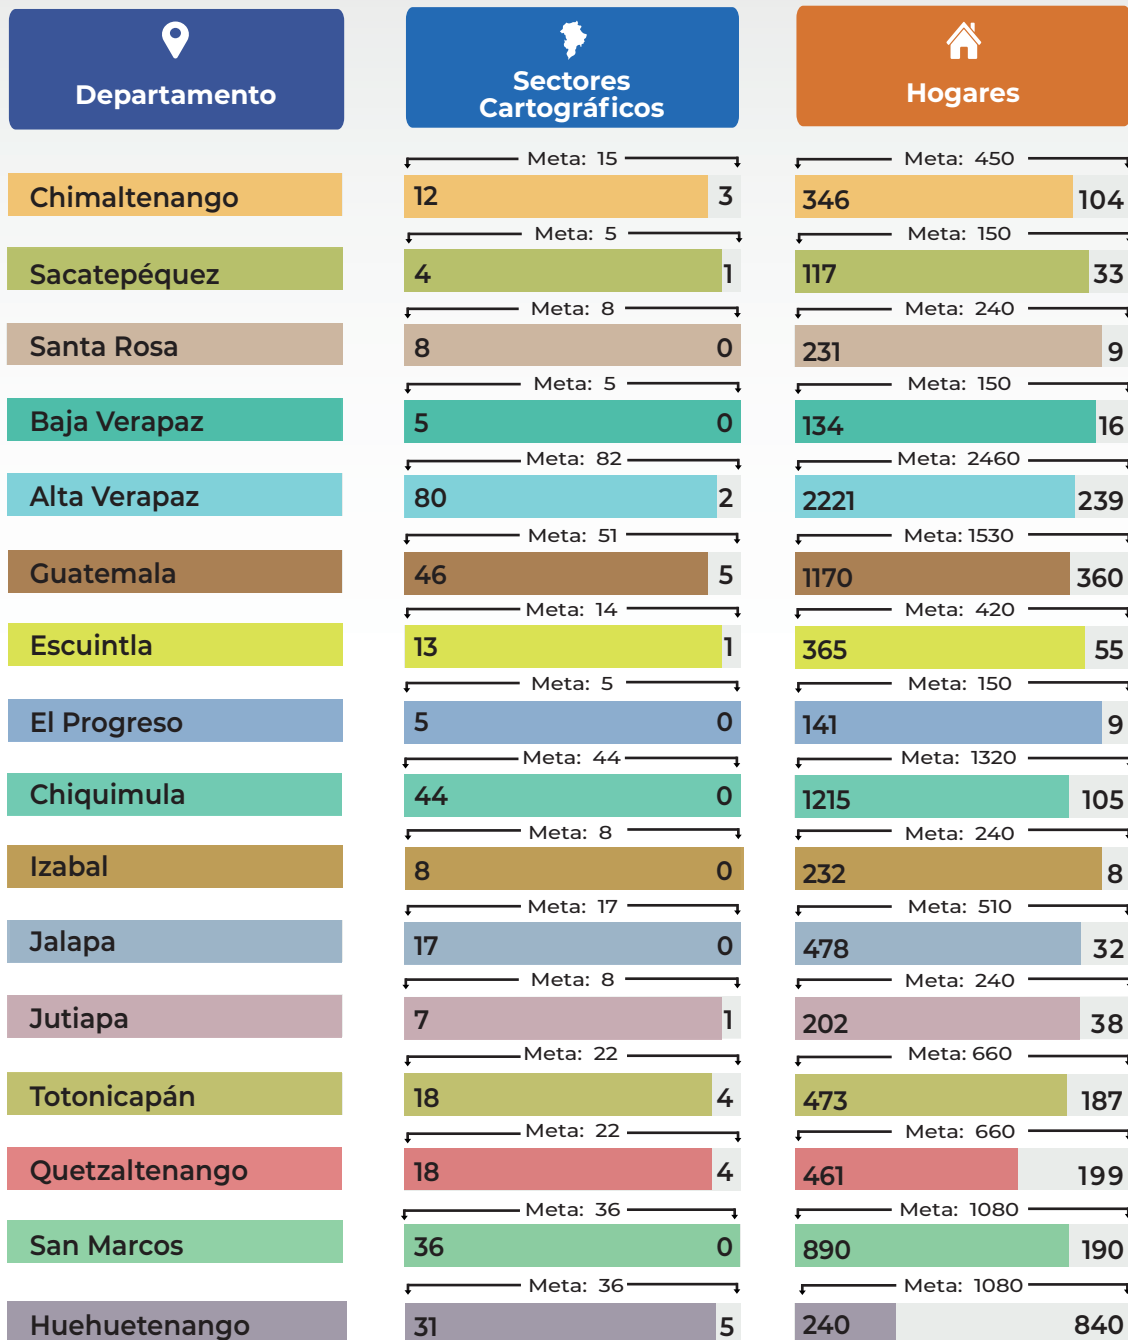 Departamento
Sectores
Cartográficos
Hogares
Meta: 15 Meta: 450
Chimaltenango 12 3 346 104
Meta: 5 Meta: 150
Sacatepéquez 4 1 117 33
Meta: 8 Meta: 240
Santa Rosa 8 0 231 9
Meta: 5 Meta: 150
Baja Verapaz 5 0 134 16
Meta: 82 Meta: 2460
Alta Verapaz 80 2 2221 239
Meta: 51 Meta: 1530
Guatemala 46 5 1170 360
Meta: 14 Meta: 420
Escuintla 13 1 365 55
Meta: 5 Meta: 150
El Progreso 5 0 141 9
Meta: 44 Meta: 1320
Chiquimula 44 0 1215 105
Meta: 8 Meta: 240
Izabal 8 0 232 8
Meta: 17 Meta: 510
Jalapa 17 0 478 32
Meta: 8 Meta: 240
Jutiapa 7 1 202 38
Meta: 22 Meta: 660
Totonicapán 18 4 473 187
Meta: 22 Meta: 660
Quetzaltenango 18 4 461 199
Meta: 36 Meta: 1080
San Marcos 36 0 890 190
Meta: 36 Meta: 1080
Huehuetenango 31 5 240 840